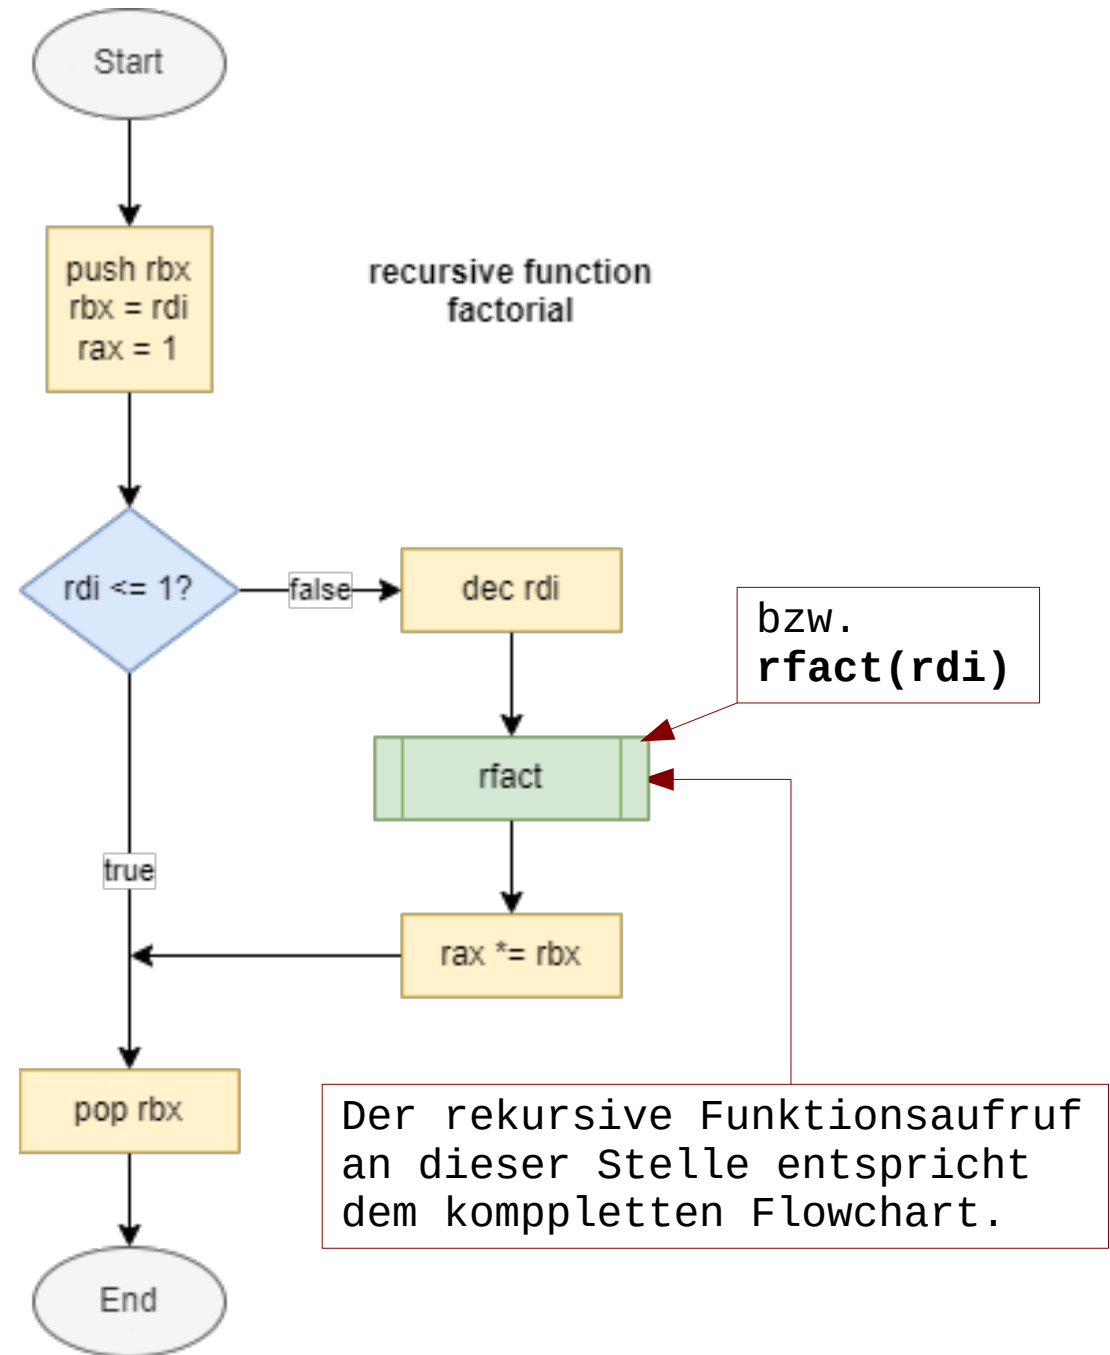 Start
push rbx
rbx = rdi
rax = 1
recursive function
factorial
rdi <= 1?
false
dec rdi
bzw.
rfact(rdi)
rfact
true
rax *= rbx
pop rbx
Der rekursive Funktionsaufruf
an dieser Stelle entspricht
dem komppletten Flowchart.
End